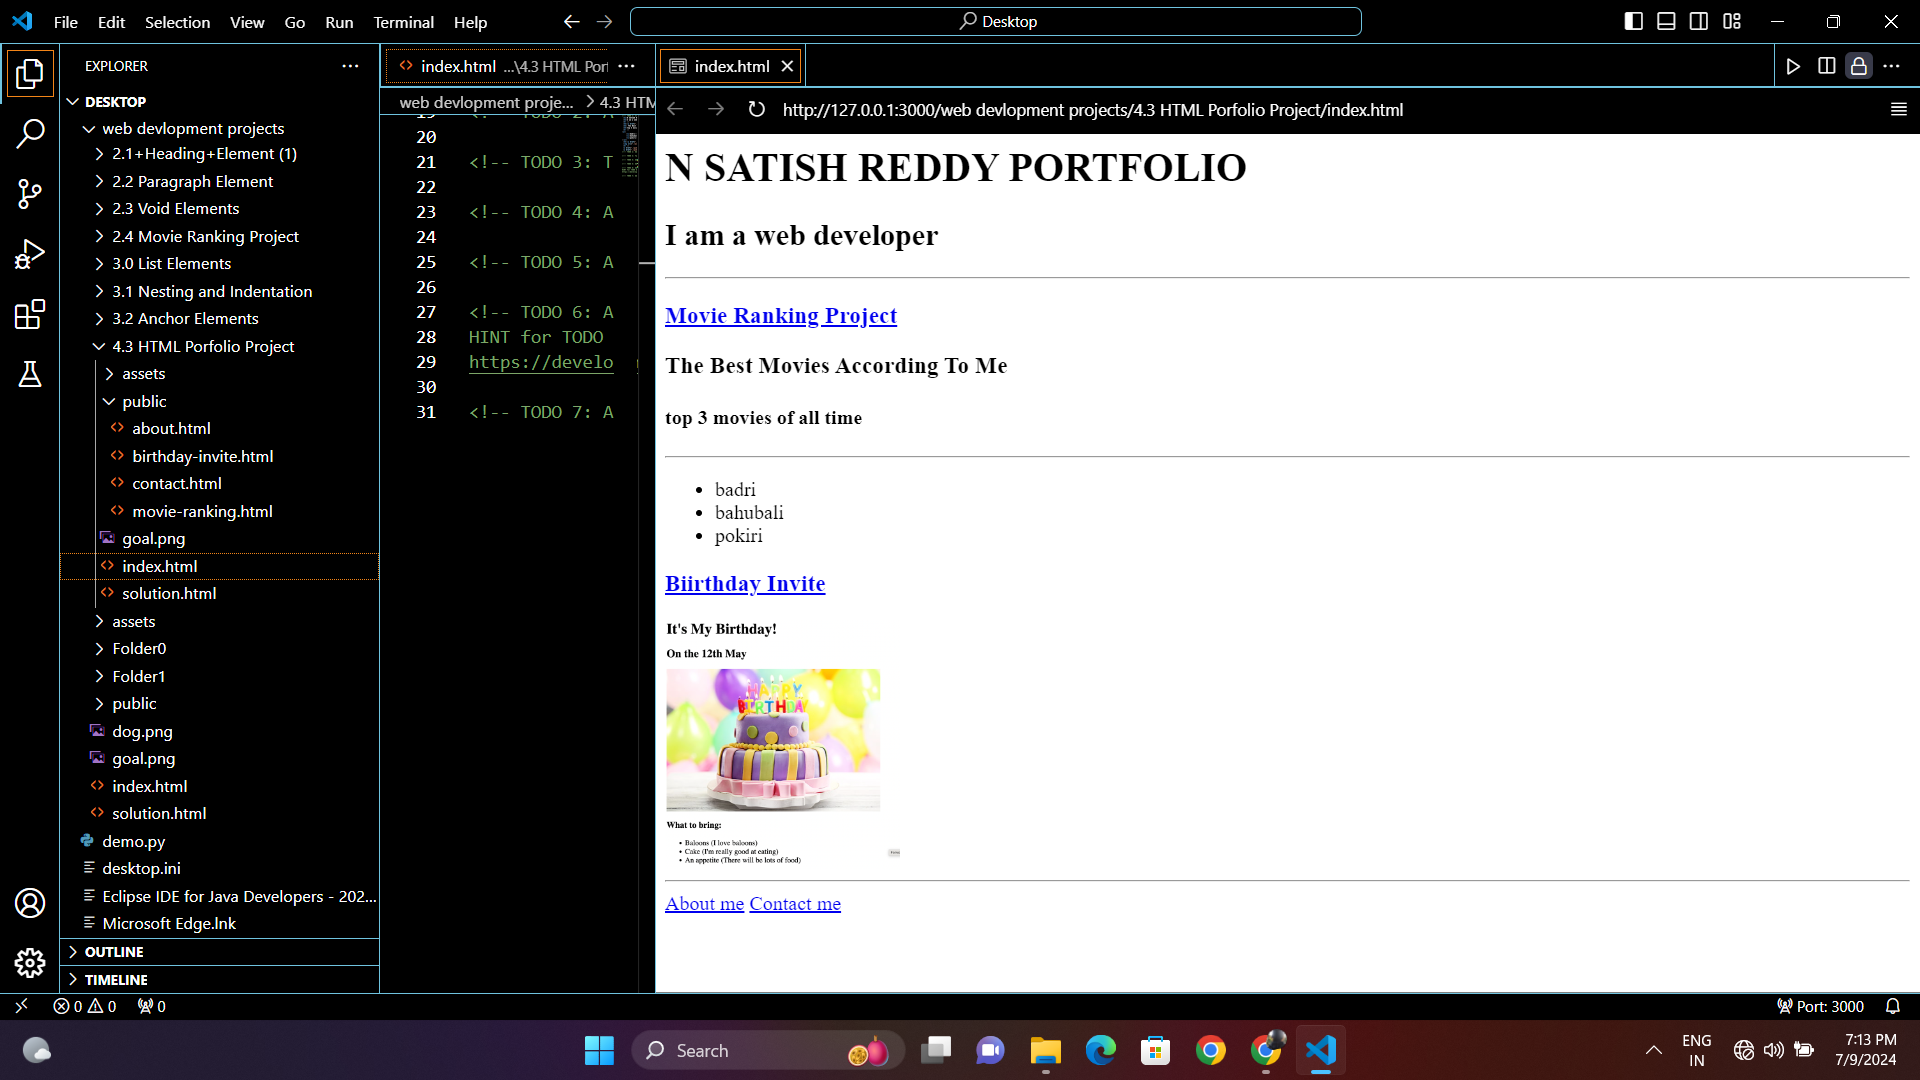 File Edit Selection View Go Run Terminal Help
Desktop
EXPLORER
DESKTOP
web devlopment projects
2.1+Heading+Element (1)
2.2 Paragraph Element
2.3 Void Elements
2.4 Movie Ranking Project
3.0 List Elements
3.1 Nesting and Indentation
3.2 Anchor Elements
4.3 HTML Porfolio Project
assets
public
about.html
birthday-invite.html
contact.html
movie-ranking.html
goal.png
index.html
solution.html
assets
Folder0
Folder1
public
dog.png
goal.png
index.html
solution.html
demo.py
desktop.ini
Eclipse IDE for Java Developers - 202...
Microsoft Edge.lnk
OUTLINE
TIMELINE
index.html ...\4.3 HTML Porf
web devlopment proje... > 4.3 HTM
19 <!-- TODO 2: A
20
21 <!-- TODO 3: T
22
23 <!-- TODO 4: A
24
25 <!-- TODO 5: A
26
27 <!-- TODO 6: A
28 HINT for TODO
29 https://develo
30
31 <!-- TODO 7: A
index.html
http://127.0.0.1:3000/web devlopment projects/4.3 HTML Porfolio Project/index.html
N SATISH REDDY PORTFOLIO
I am a web developer
Movie Ranking Project
The Best Movies According To Me
top 3 movies of all time
badri
bahubali
pokiri
Biirthday Invite
It's My Birthday!
On the 12th May
HAPPY
BIRTHDAY
What to bring:
Baloons (I love baloons)
Cake (I'm really good at eating)
An appetite (There will be lots of food)
About me Contact me
0 0 0
Port: 3000
Search
ENG
IN
7:13 PM
7/9/2024